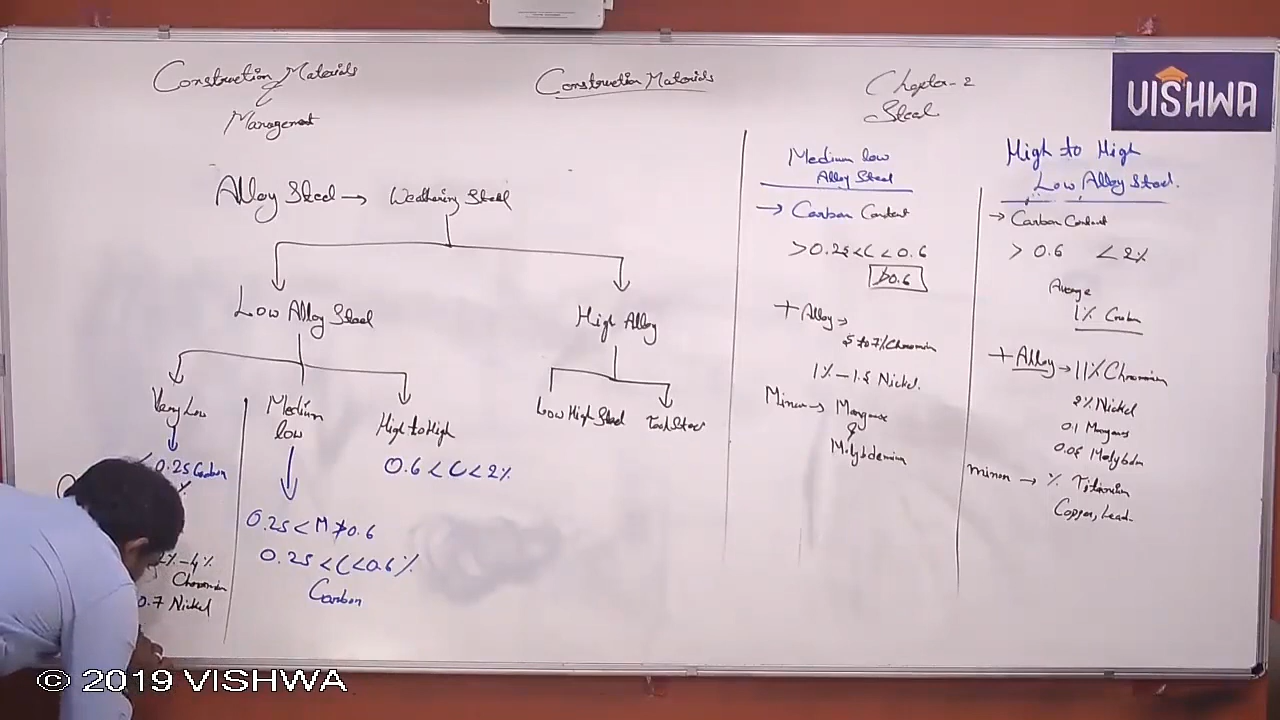 Construction Materials
&
Management
Construction Materials
Chapter-2
Steel
VISHWA
Alloy Steel → Weathering Steel
Low Alloy Steel
High Alloy
Very Low
Medium
low
High to High
Low High Steel
Tool Steel
0.25 Carbon
%
0.6 < C < 2%
0.25 < M ≯ 0.6
0.25 < C < 0.6 %
Carbon
2% - 4%
Chromium
0.7 Nickel
Medium low
Alloy Steel
→ Carbon Content
> 0.25 < C < 0.6
≯0.6
+ Alloy →
5 to 7% Chromium
1% - 1.5 Nickel.
Minor → Manganese
&
Molybdenum
High to High
Low Alloy Steel.
→ Carbon Content
> 0.6 < 2%
Average
1% Carbon
+ Alloy → 11% Chromium
2% Nickel
0.1 Manganese
0.05 Molybdenum
minor → % Titanium
Copper, Lead.
© 2019 VISHWA